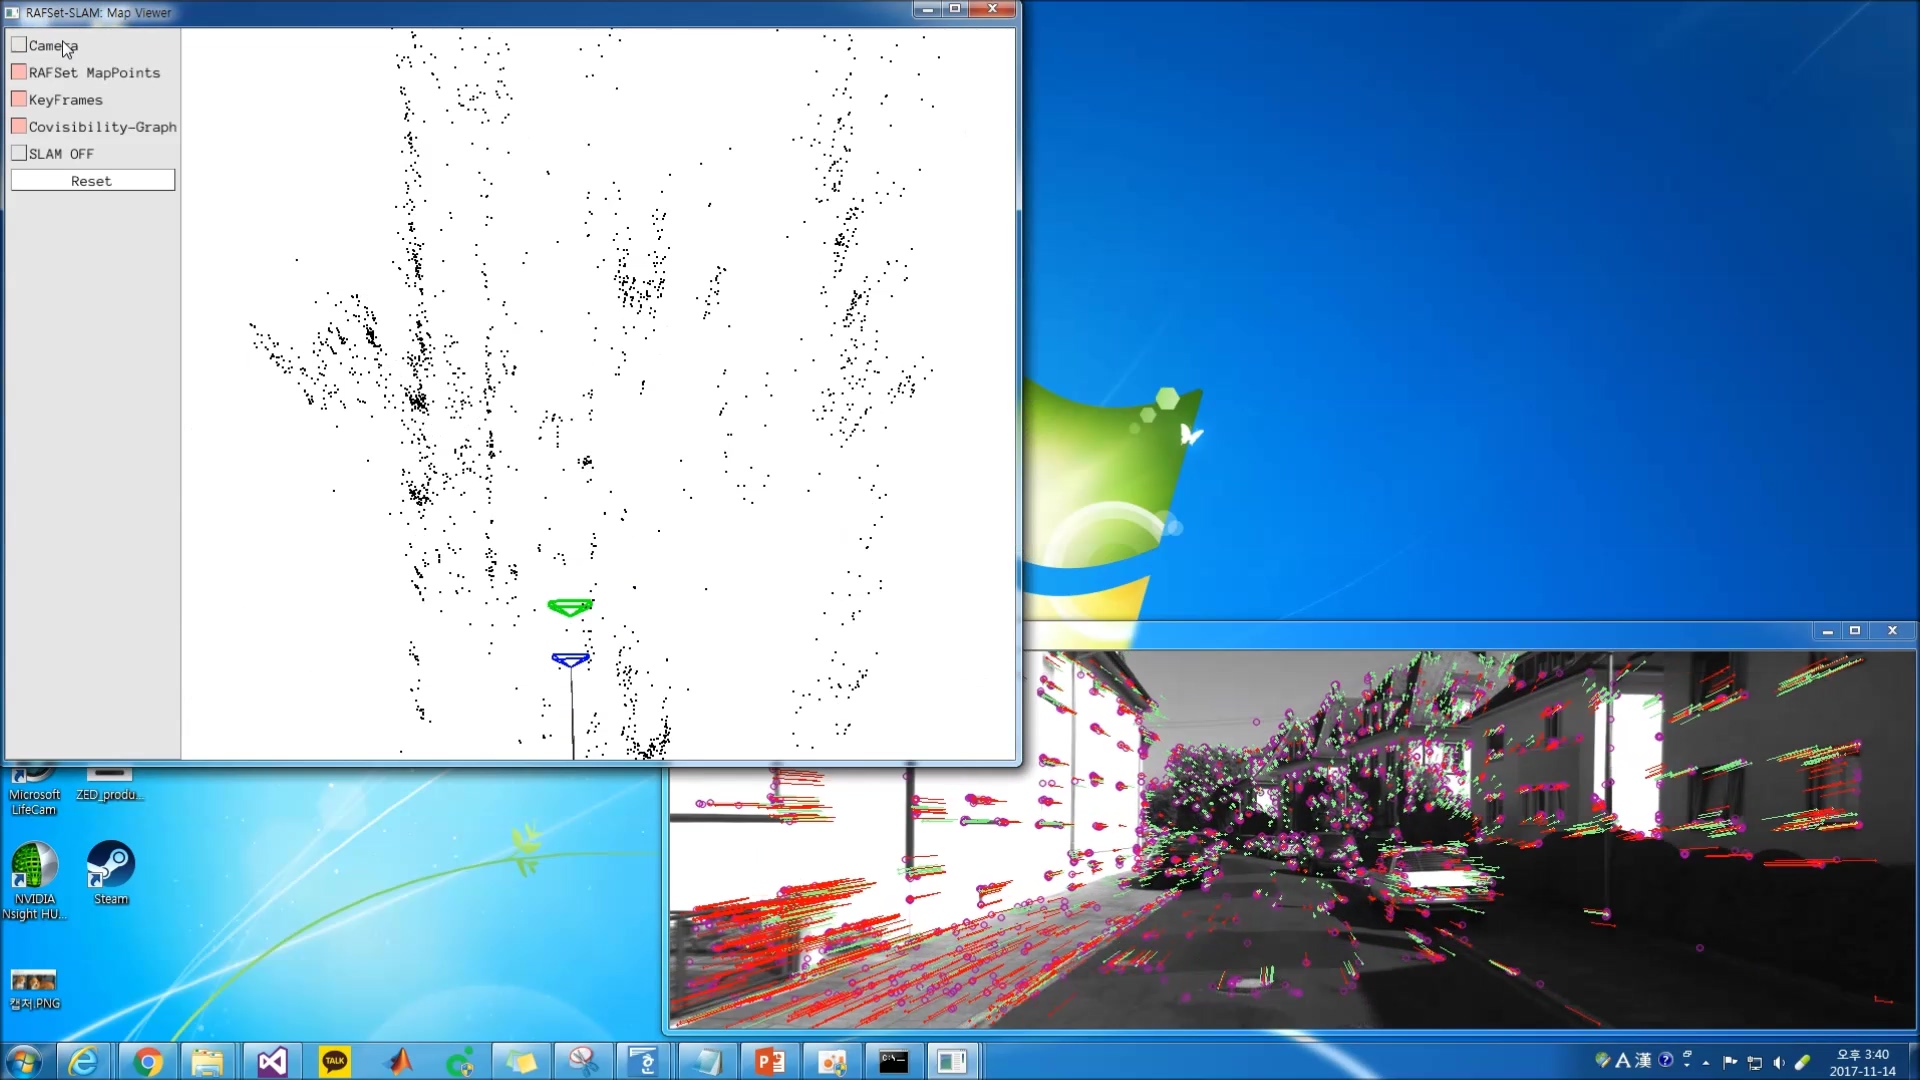 RAFSet-SLAM: Map Viewer
Camera
RAFSet MapPoints
KeyFrames
Covisibility-Graph
SLAM OFF
Reset
Microsoft
LifeCam
ZED_produ...
NVIDIA
Nsight HU...
Steam
캡처.PNG
TALK
C:\
A 漢
오후 3:40
2017-11-14